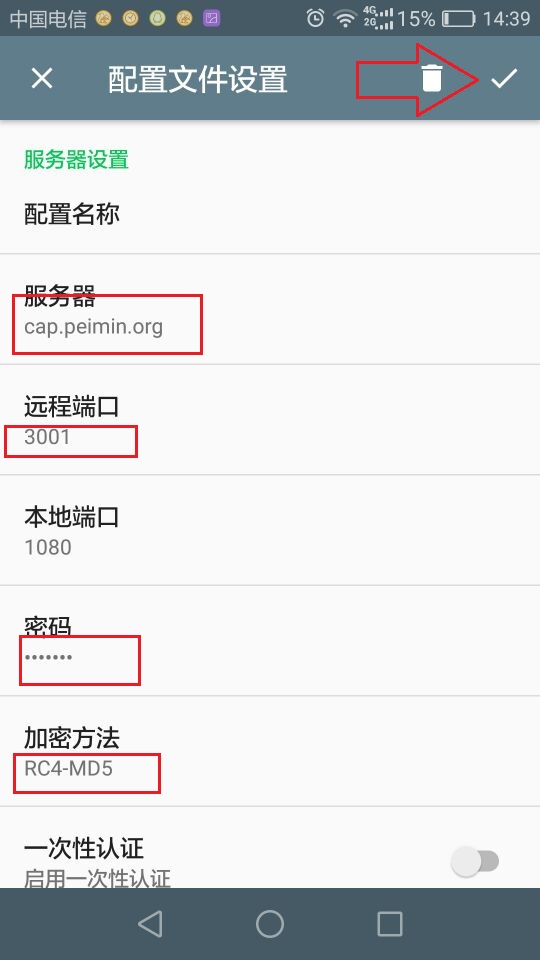 中国电信 4G 2G 15% 14:39
配置文件设置
服务器设置
配置名称
服务器
cap.peimin.org
远程端口
3001
本地端口
1080
密码
•••••••
加密方法
RC4-MD5
一次性认证
启用一次性认证